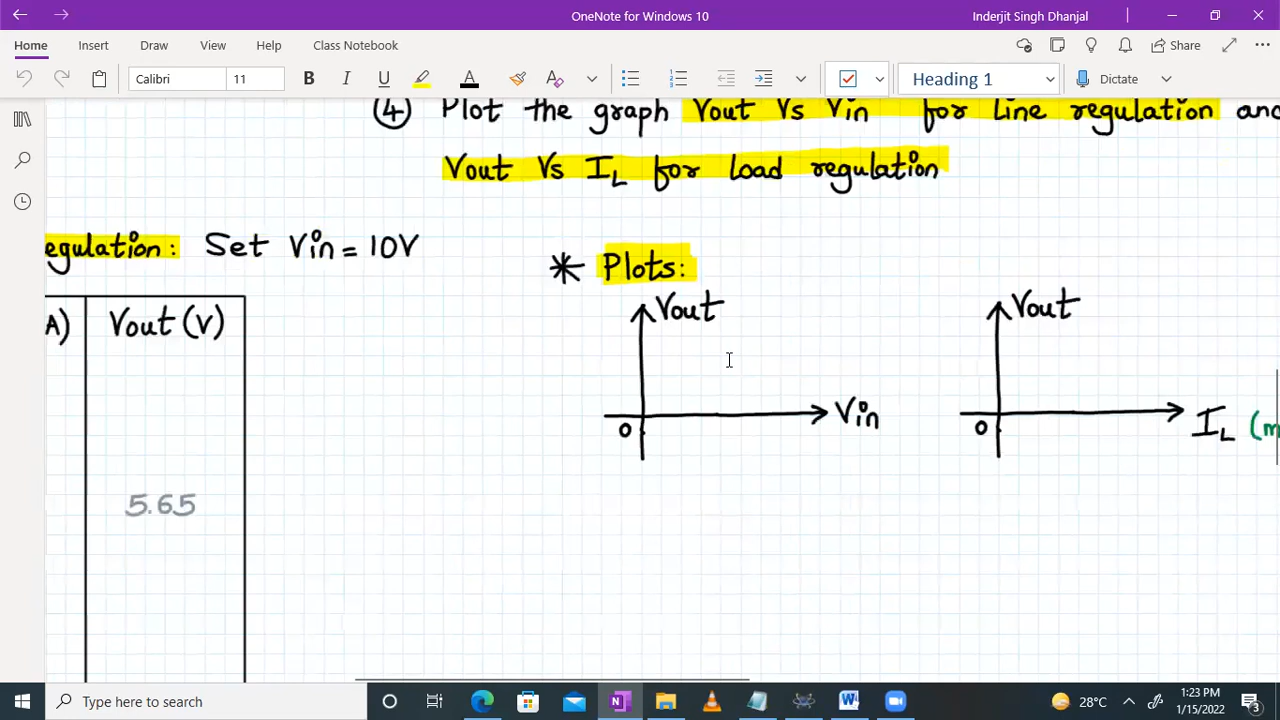 OneNote for Windows 10
Inderjit Singh Dhanjal
Home Insert Draw View Help Class Notebook
Share
Calibri 11 B I U A A Heading 1 Dictate
④ Plot the graph Vout Vs Vin for Line regulation and
Vout Vs IL for load regulation
egulation: Set Vin = 10V
* Plots:
A) Vout (V)
Vout
Vout
0 Vin
0 IL (m
5.65
Type here to search
N
W
28°C
1:23 PM
1/15/2022
3